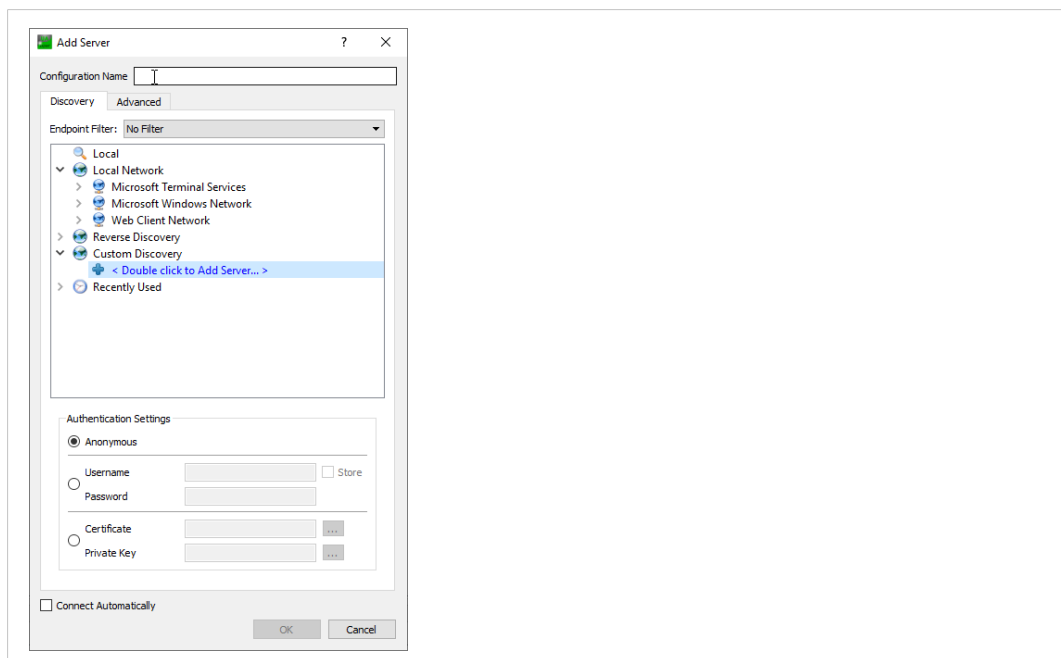 Add Server
?
Configuration Name
Discovery Advanced
Endpoint Filter: No Filter
Local
Local Network
Microsoft Terminal Services
Microsoft Windows Network
Web Client Network
Reverse Discovery
Custom Discovery
< Double click to Add Server... >
Recently Used
Authentication Settings
Anonymous
Username Store
Password
Certificate ...
Private Key ...
Connect Automatically
OK Cancel